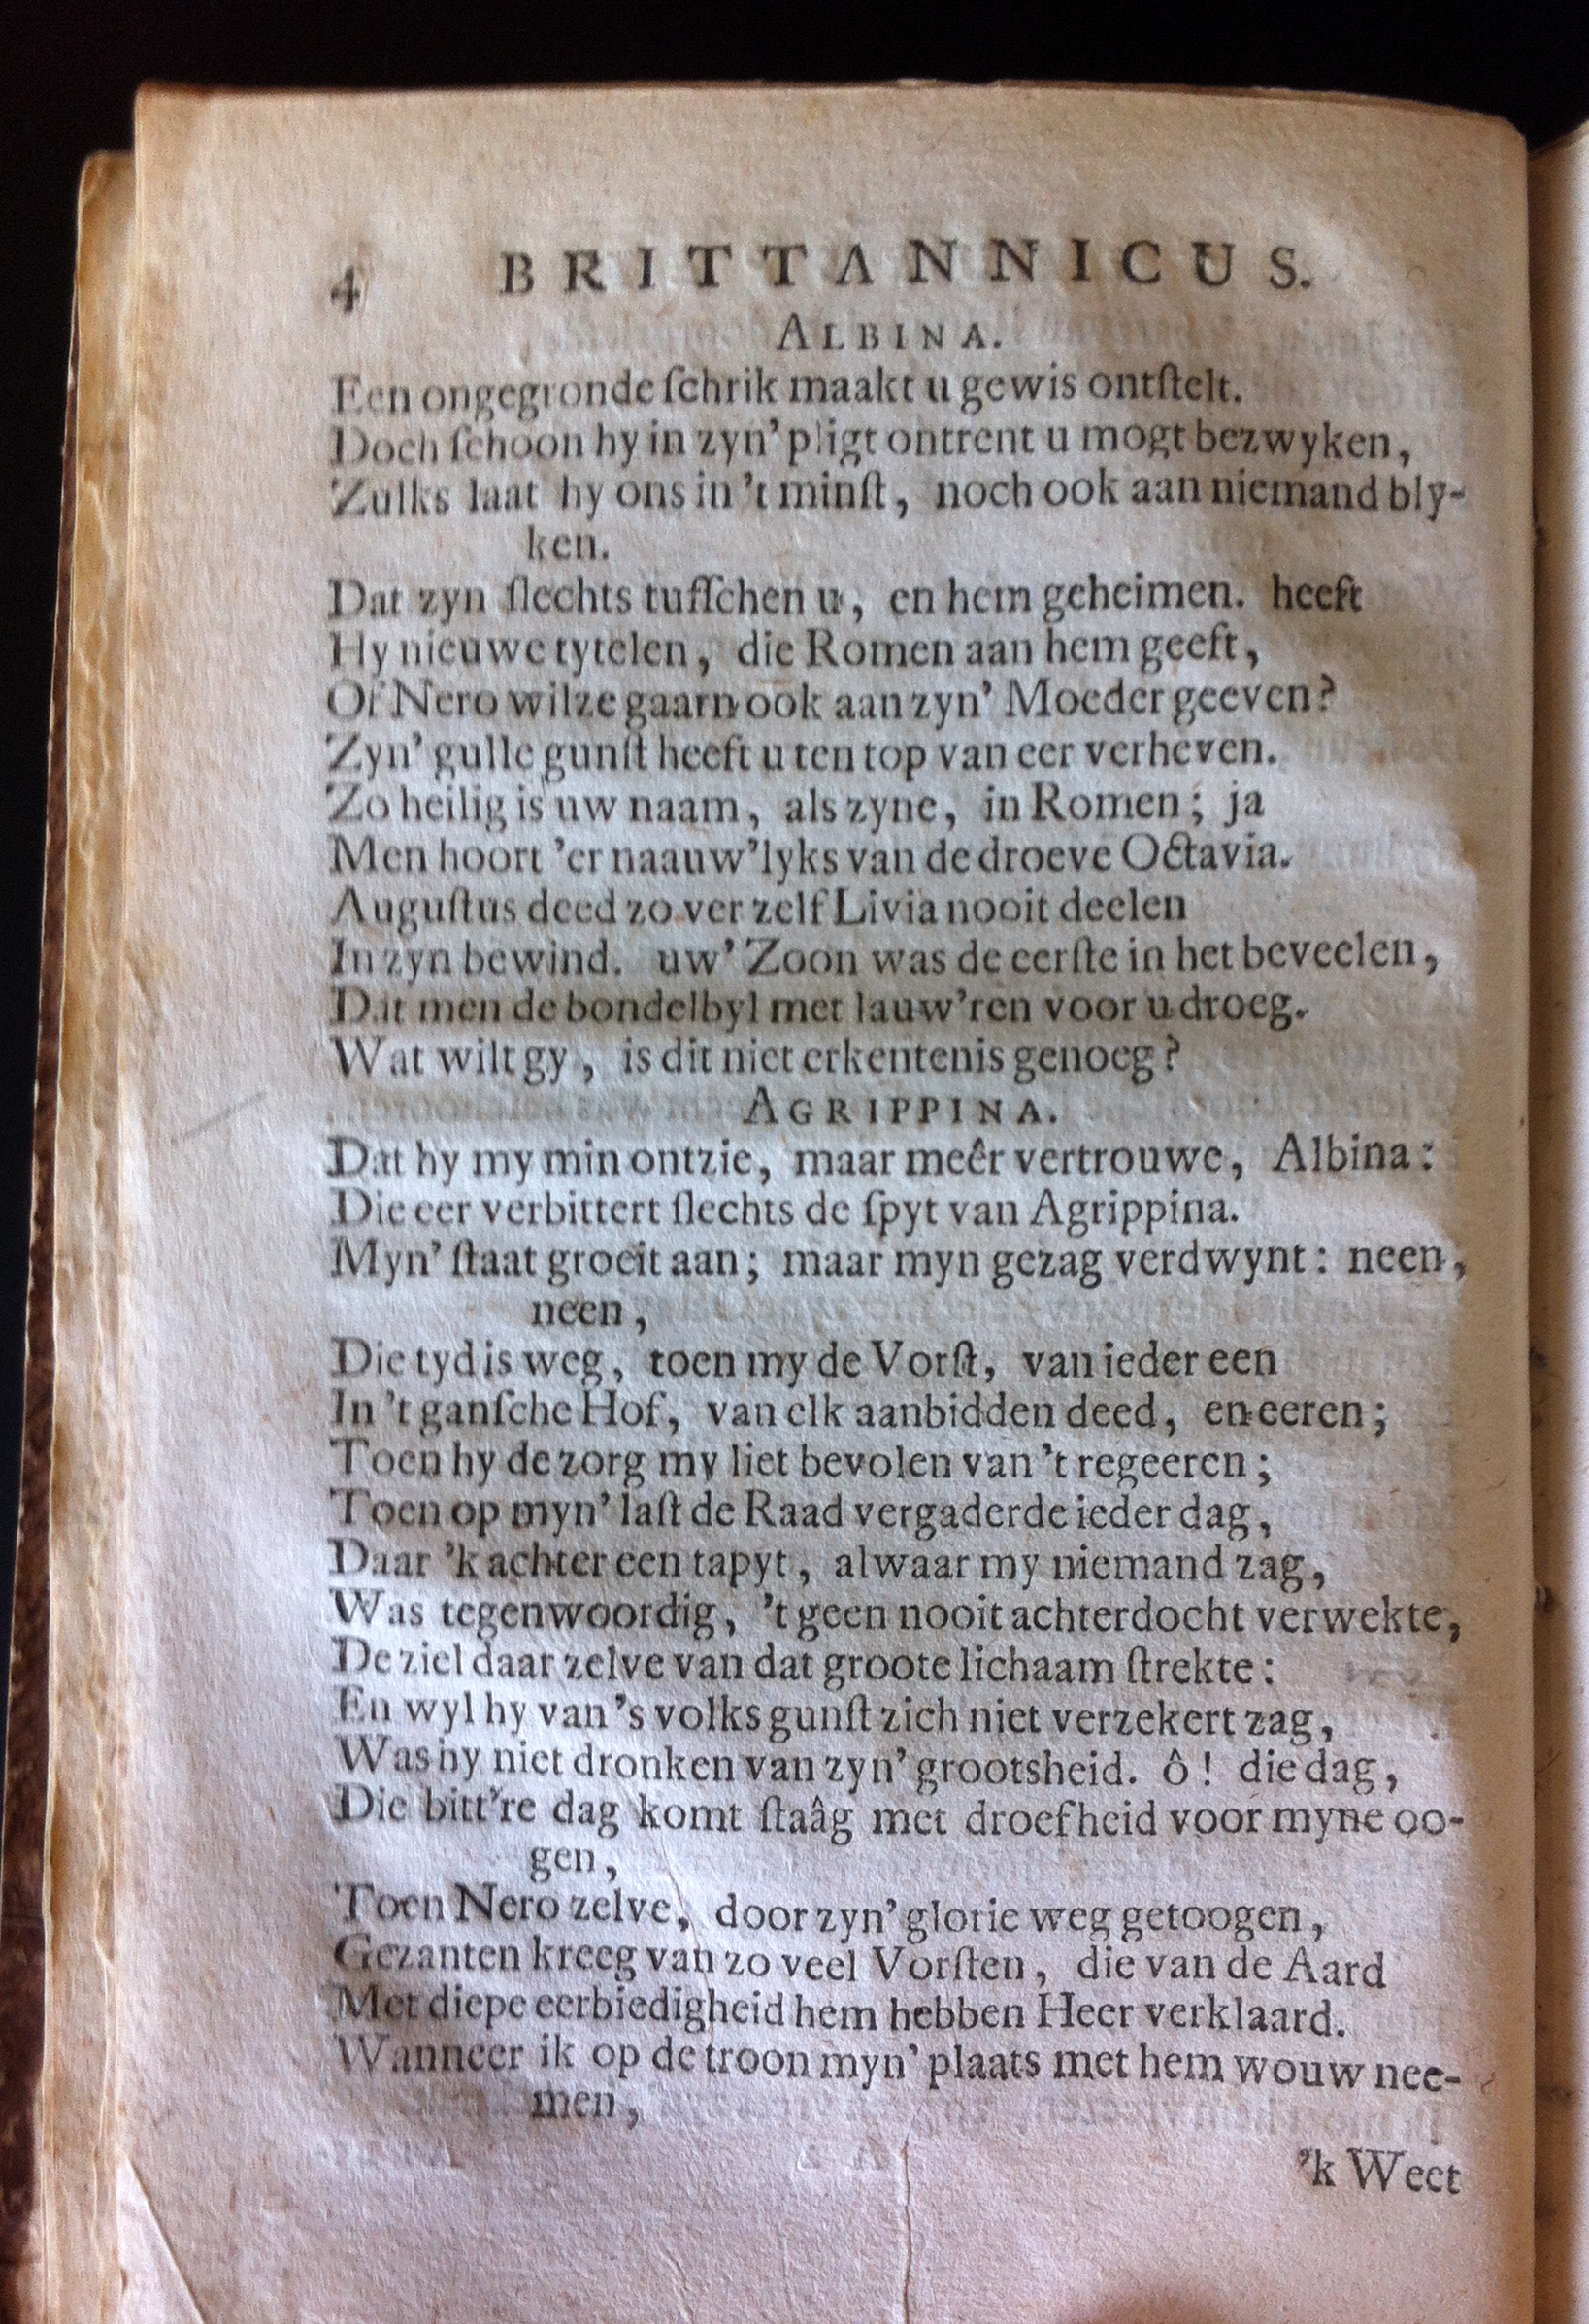 4 BRITTANNICUS.
ALBINA.
Een ongegronde ſchrik maakt u gewis ontſtelt.
Doch ſchoon hy in zyn' pligt ontrent u mogt bezwyken,
Zulks laat hy ons in 't minſt, noch ook aan niemand bly-
ken.
Dat zyn ſlechts tuſſchen u, en hem geheimen. heeft
Hy nieuwe tytelen, die Romen aan hem geeft,
Of Nero wilze gaarn ook aan zyn' Moeder geeven?
Zyn' gulle gunſt heeft u ten top van eer verheven.
Zo heilig is uw naam, als zyne, in Romen; ja
Men hoort 'er naauw'lyks van de droeve Octavia.
Auguſtus deed zo ver zelf Livia nooit deelen
In zyn bewind. uw' Zoon was de eerſte in het beveelen,
Dat men de bondelbyl met lauw'ren voor u droeg.
Wat wilt gy, is dit niet erkentenis genoeg?
AGRIPPINA.
Dat hy my min ontzie, maar meêr vertrouwe, Albina:
Die eer verbittert ſlechts de ſpyt van Agrippina.
Myn' ſtaat groeit aan; maar myn gezag verdwynt: neen,
neen,
Die tyd is weg, toen my de Vorſt, van ieder een
In 't ganſche Hof, van elk aanbidden deed, en eeren;
Toen hy de zorg my liet bevolen van 't regeeren;
Toen op myn' laſt de Raad vergaderde ieder dag,
Daar 'k achter een tapyt, alwaar my niemand zag,
Was tegenwoordig, 't geen nooit achterdocht verwekte,
De ziel daar zelve van dat groote lichaam ſtrekte:
En wyl hy van 's volks gunſt zich niet verzekert zag,
Was hy niet dronken van zyn' grootsheid. ô! die dag,
Die bitt're dag komt ſtaâg met droefheid voor myne oo-
gen,
Toen Nero zelve, door zyn' glorie weg getoogen,
Gezanten kreeg van zo veel Vorſten, die van de Aard
Met diepe eerbiedigheid hem hebben Heer verklaard.
Wanneer ik op de troon myn' plaats met hem wouw nee-
men,
'k Weet